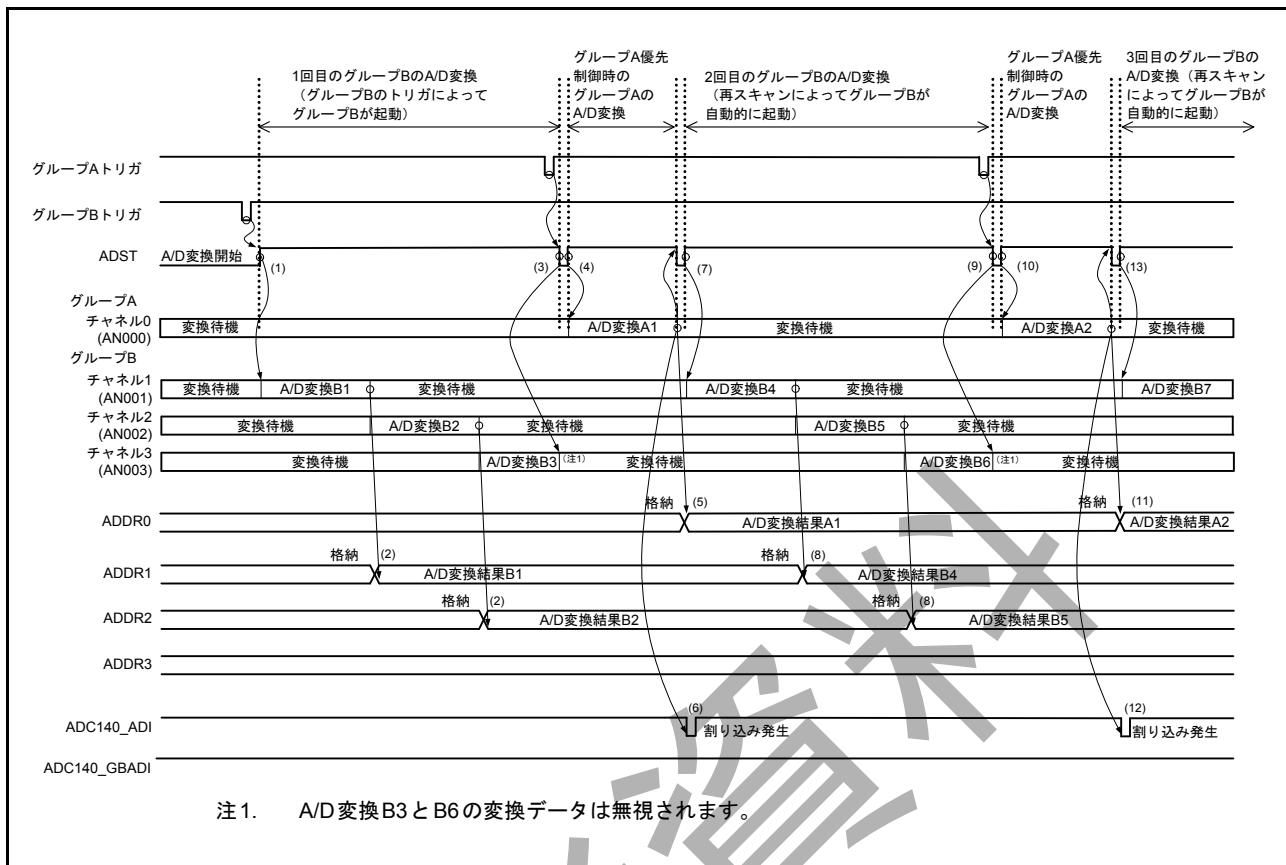 1回目のグループBのA/D変換
（グループBのトリガによって
グループBが起動）
グループA優先
制御時の
グループAの
A/D変換
2回目のグループBのA/D変換
（再スキャンによってグループBが
自動的に起動）
グループA優先
制御時の
グループAの
A/D変換
3回目のグループBの
A/D変換（再スキャン
によってグループBが
自動的に起動）
グループAトリガ
グループBトリガ
ADST A/D変換開始 (1) (3) (4) (7) (9) (10) (13)
グループA
チャネル0
(AN000)
変換待機 A/D変換A1 変換待機 A/D変換A2 変換待機
グループB
チャネル1
(AN001)
変換待機 A/D変換B1 変換待機 A/D変換B4 変換待機 A/D変換B7
チャネル2
(AN002)
変換待機 A/D変換B2 変換待機 A/D変換B5 変換待機
チャネル3
(AN003)
変換待機 A/D変換B3 (注1) 変換待機 A/D変換B6 (注1) 変換待機
ADDR0 格納 (5) A/D変換結果A1 格納 (11) A/D変換結果A2
ADDR1 格納 (2) A/D変換結果B1 格納 (8) A/D変換結果B4
ADDR2 格納 (2) A/D変換結果B2 格納 (8) A/D変換結果B5
ADDR3
ADC140_ADI (6) 割り込み発生 (12) 割り込み発生
ADC140_GBADI
注1. A/D変換B3とB6の変換データは無視されます。
資料